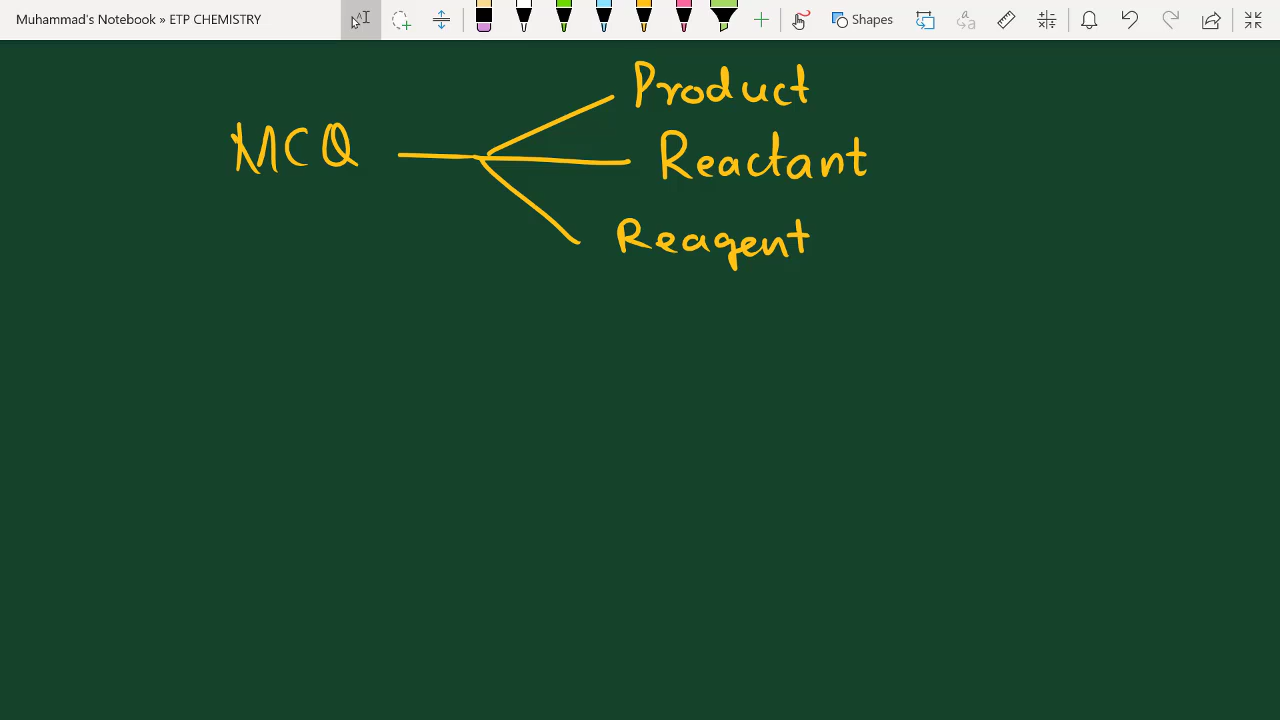 Muhammad's Notebook » ETP CHEMISTRY
Shapes
Product
MCQ
Reactant
Reagent